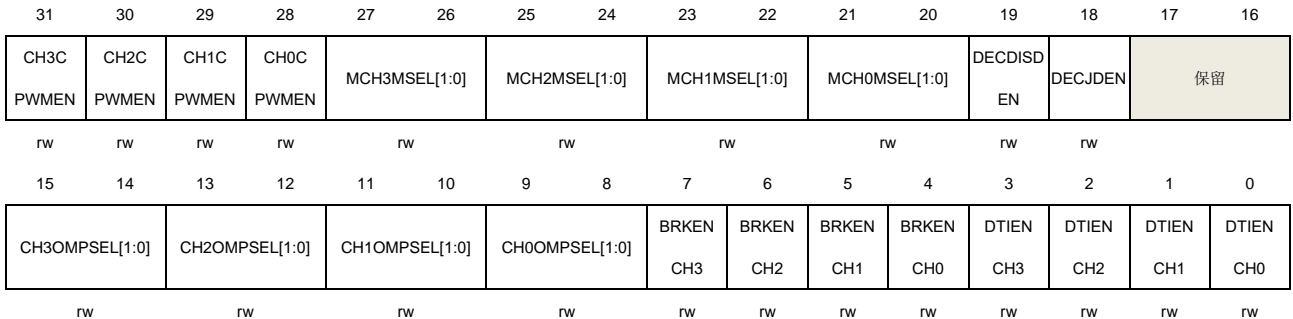 31 30 29 28 27 26 25 24 23 22 21 20 19 18 17 16
CH3C CH2C CH1C CH0C MCH3MSEL[1:0] MCH2MSEL[1:0] MCH1MSEL[1:0] MCH0MSEL[1:0] DECDISD DECJDEN 保留
PWMEN PWMEN PWMEN PWMEN EN
rw rw rw rw rw rw rw rw rw rw
15 14 13 12 11 10 9 8 7 6 5 4 3 2 1 0
CH3OMPSEL[1:0] CH2OMPSEL[1:0] CH1OMPSEL[1:0] CH0OMPSEL[1:0] BRKEN BRKEN BRKEN BRKEN DTIEN DTIEN DTIEN DTIEN
CH3 CH2 CH1 CH0 CH3 CH2 CH1 CH0
rw rw rw rw rw rw rw rw rw rw rw rw